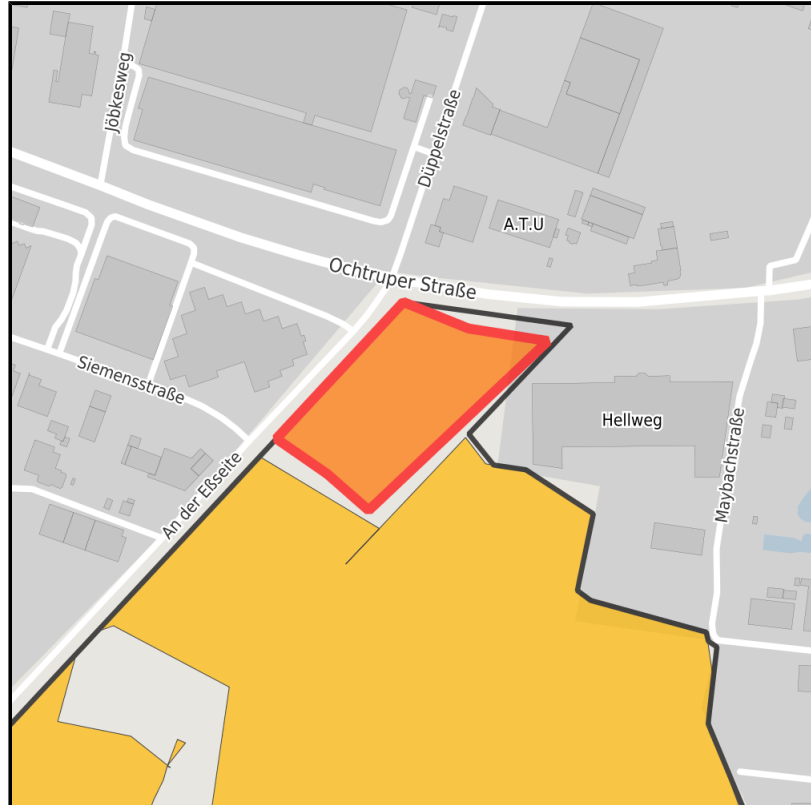 Jöbkesweg
Düppelstraße
A.T.U
Ochtruper Straße
Siemensstraße
Hellweg
An der Eßseite
Maybachstraße